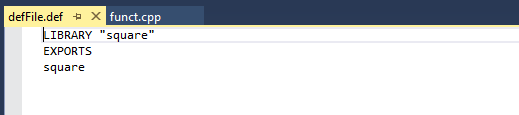 defFile.def funct.cpp
LIBRARY "square"
EXPORTS
square